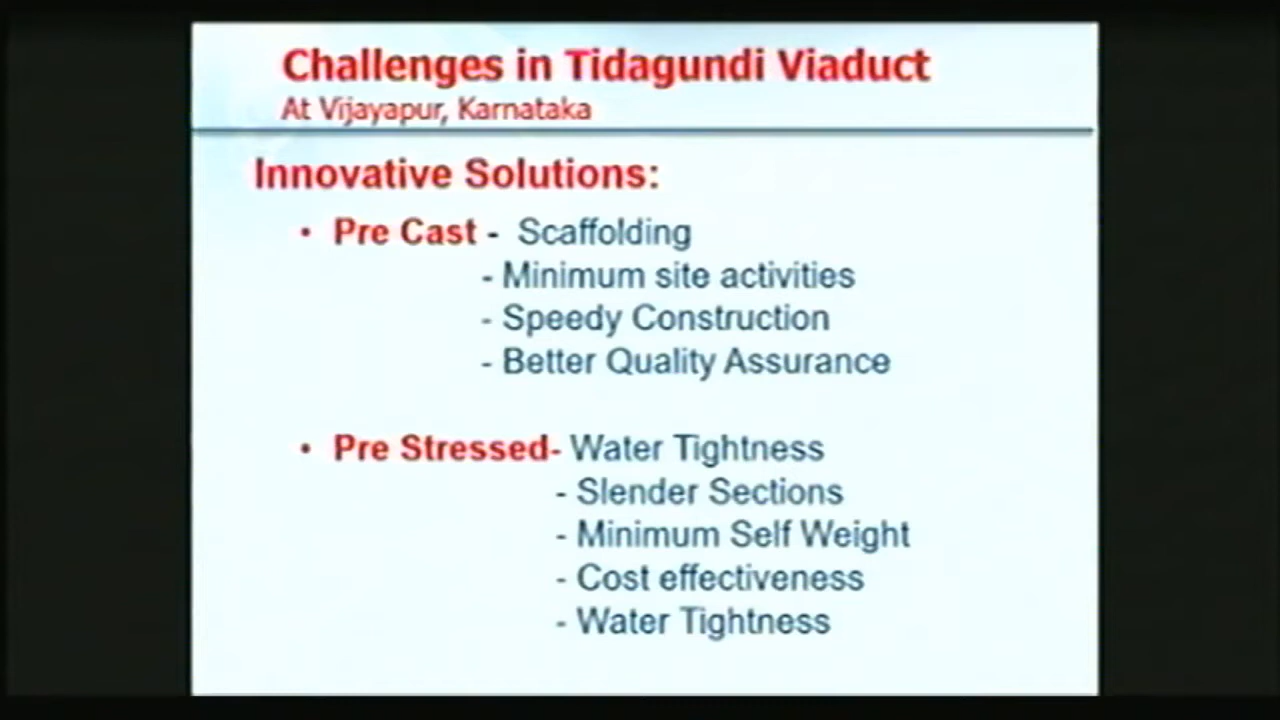 Challenges in Tidagundi Viaduct
At Vijayapur, Karnataka
Innovative Solutions:
• Pre Cast - Scaffolding
- Minimum site activities
- Speedy Construction
- Better Quality Assurance
• Pre Stressed- Water Tightness
- Slender Sections
- Minimum Self Weight
- Cost effectiveness
- Water Tightness